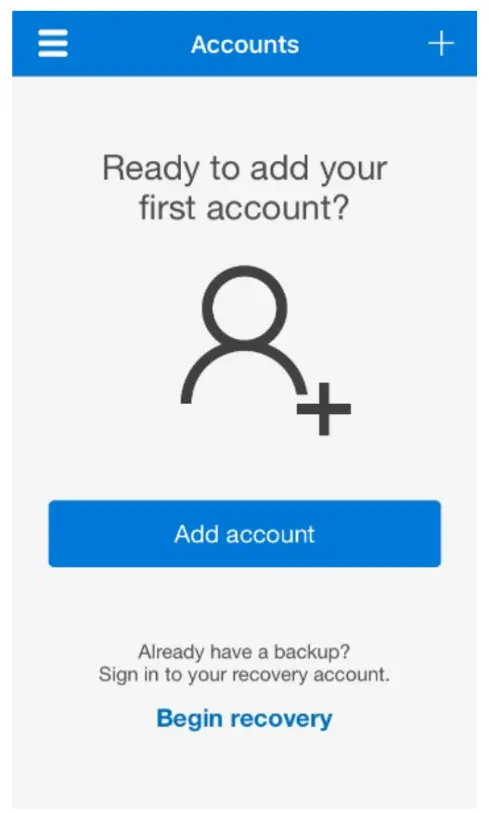 Accounts
Ready to add your
first account?
Add account
Already have a backup?
Sign in to your recovery account.
Begin recovery